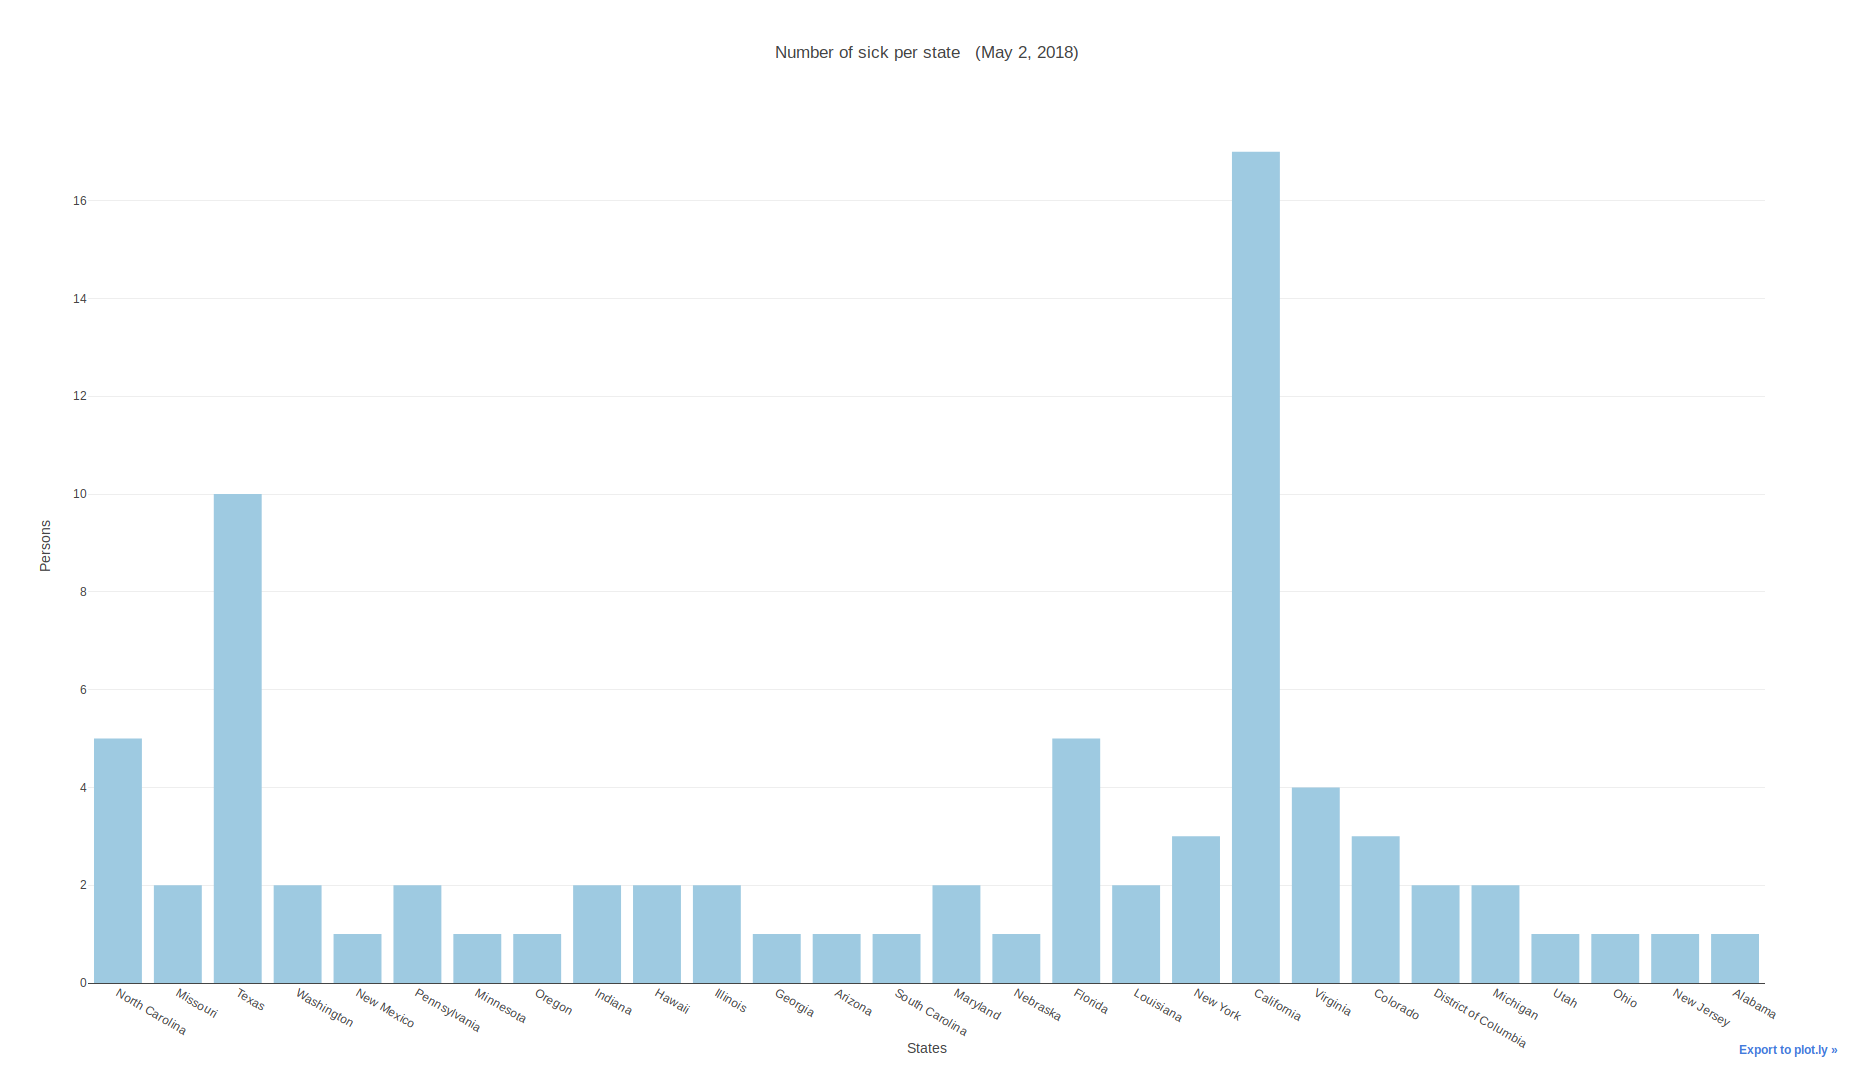 Number of sick per state (May 2, 2018)
16
14
12
10
8
6
4
2
0
Persons
North Carolina
Missouri
Texas
Washington
New Mexico
Pennsylvania
Minnesota
Oregon
Indiana
Hawaii
Illinois
Georgia
Arizona
South Carolina
Maryland
Nebraska
Florida
Louisiana
New York
California
Virginia
Colorado
District of Columbia
Michigan
Utah
Ohio
New Jersey
Alabama
States
Export to plot.ly »